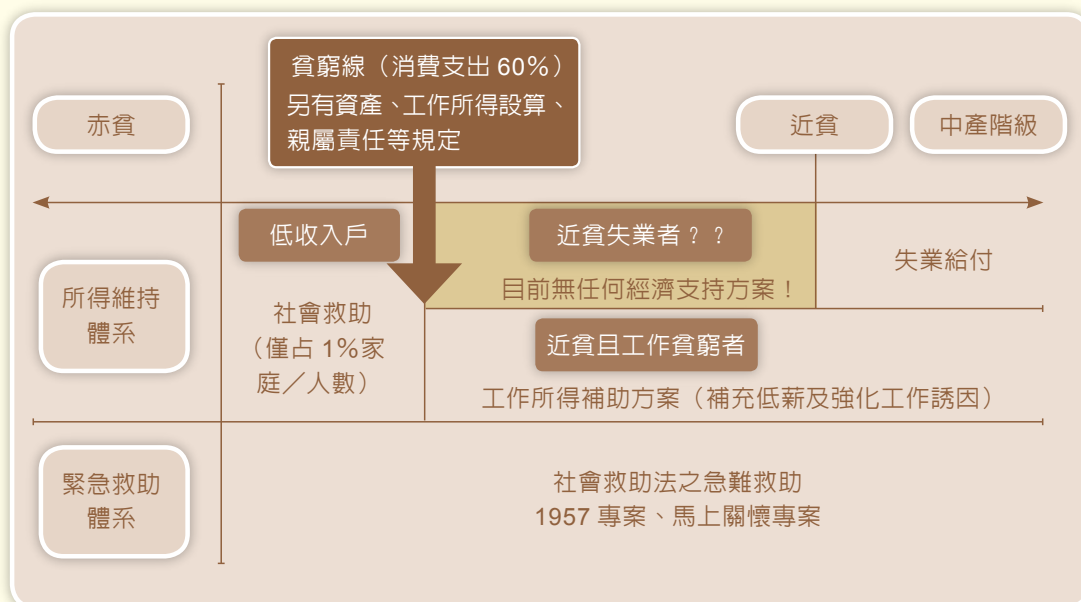 貧窮線（消費支出 60%）
另有資產、工作所得設算、
親屬責任等規定
赤貧
近貧
中產階級
低收入戶
近貧失業者？？
目前無任何經濟支持方案！
失業給付
所得維持
體系
社會救助
（僅占 1%家
庭／人數）
近貧且工作貧窮者
工作所得補助方案（補充低薪及強化工作誘因）
緊急救助
體系
社會救助法之急難救助
1957 專案、馬上關懷專案